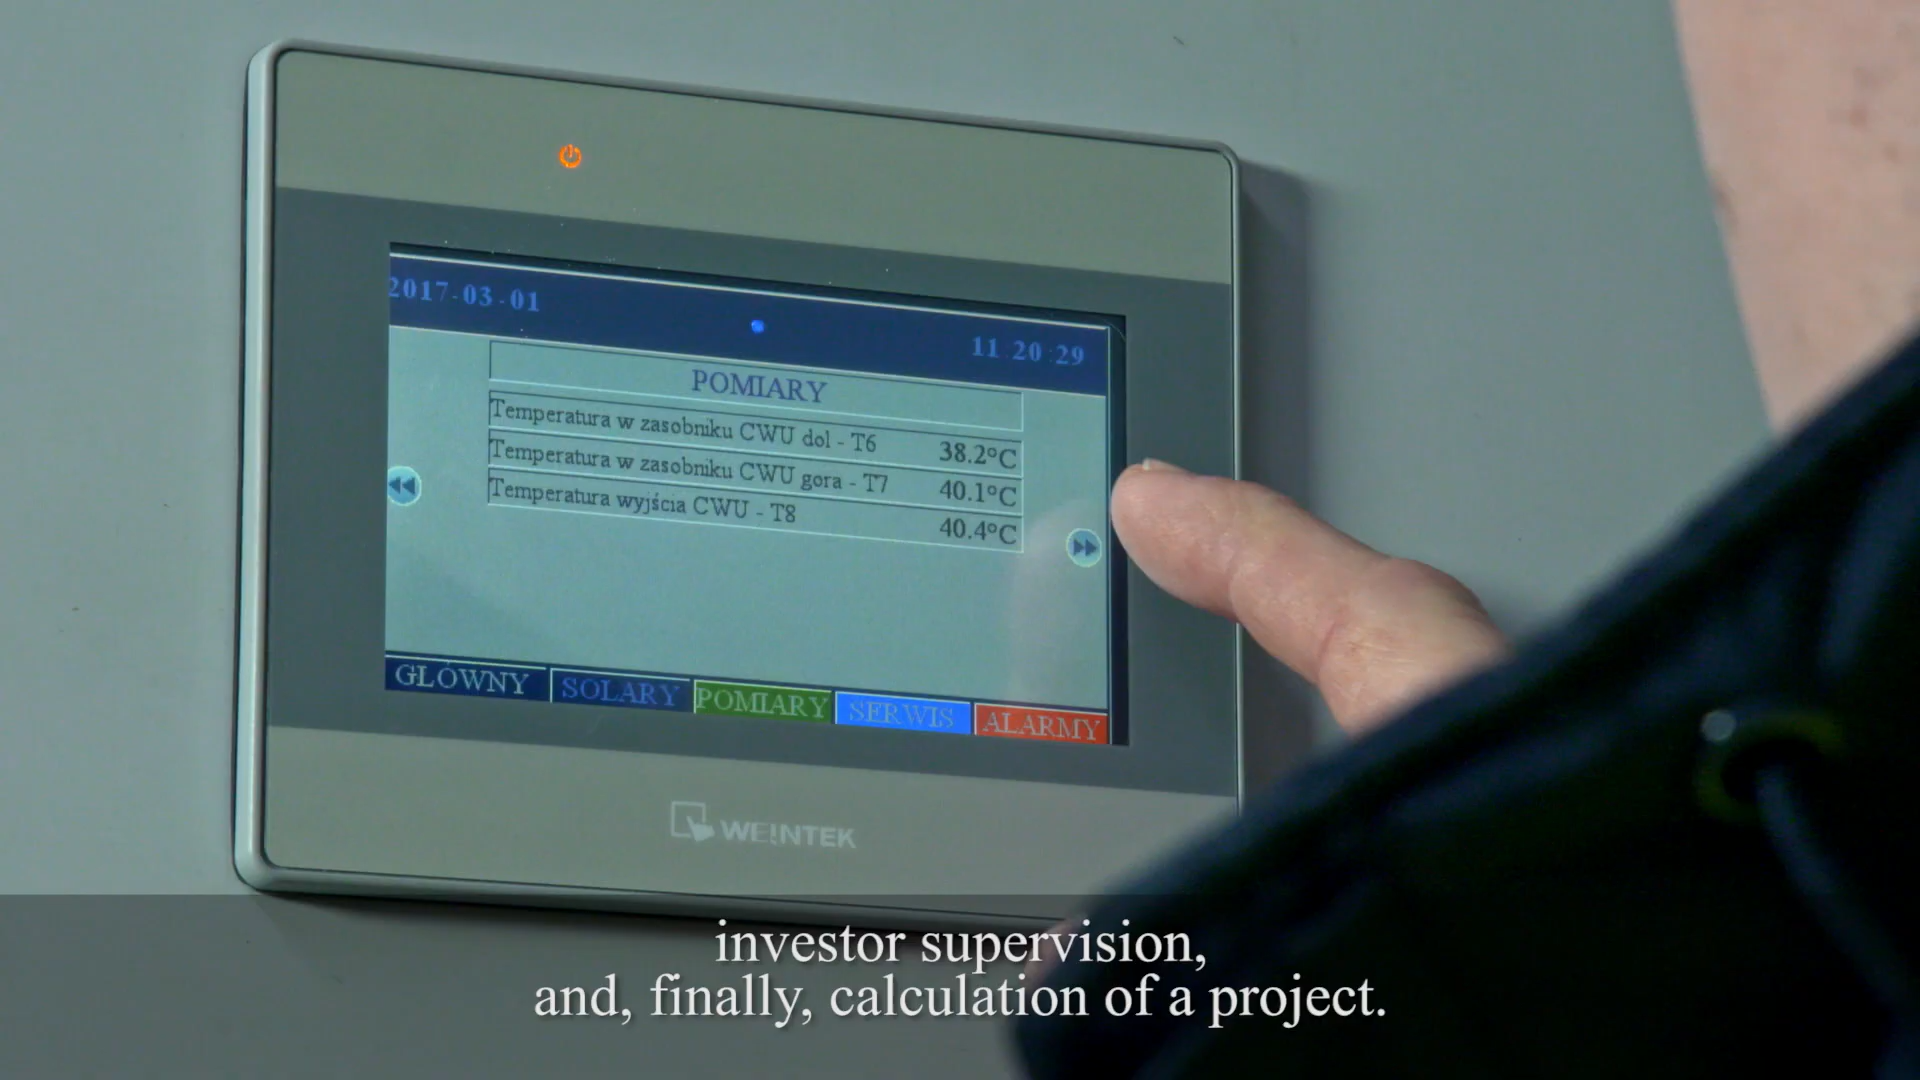 2017-03-01
11:20:29
POMIARY
Temperatura w zasobniku CWU dol - T6 38.2°C
Temperatura w zasobniku CWU gora - T7 40.1°C
Temperatura wyjścia CWU - T8 40.4°C
GŁÓWNY SOLARY POMIARY SERWIS ALARMY
WEINTEK
investor supervision,
and, finally, calculation of a project.